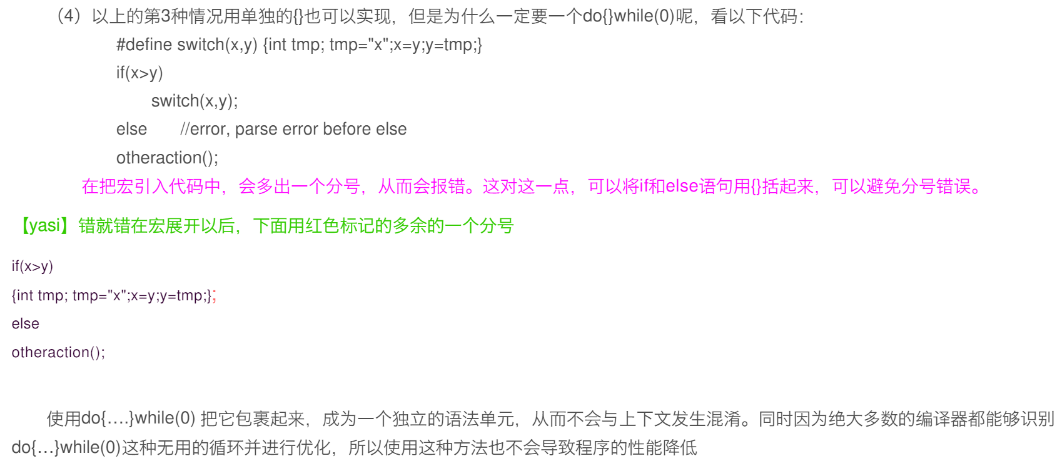 （4）以上的第3种情况用单独的{}也可以实现，但是为什么一定要一个do{}while(0)呢，看以下代码：
#define switch(x,y) {int tmp; tmp="x";x=y;y=tmp;}
if(x>y)
switch(x,y);
else //error, parse error before else
otheraction();
在把宏引入代码中，会多出一个分号，从而会报错。这对这一点，可以将if和else语句用{}括起来，可以避免分号错误。
【yasi】错就错在宏展开以后，下面用红色标记的多余的一个分号
if(x>y)
{int tmp; tmp="x";x=y;y=tmp;};
else
otheraction();
使用do{….}while(0) 把它包裹起来，成为一个独立的语法单元，从而不会与上下文发生混淆。同时因为绝大多数的编译器都能够识别
do{…}while(0)这种无用的循环并进行优化，所以使用这种方法也不会导致程序的性能降低